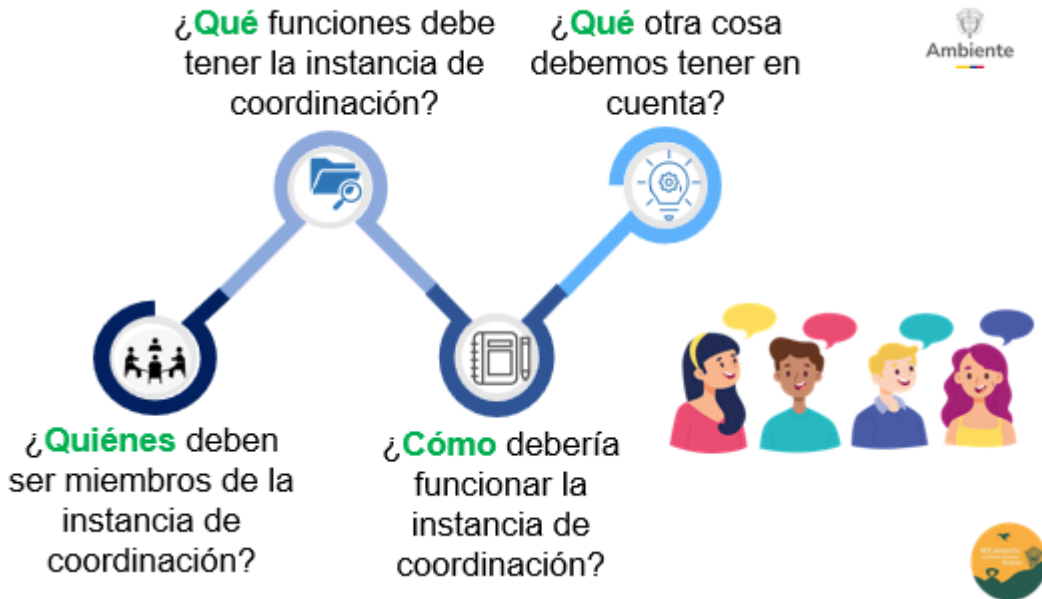 ¿Qué funciones debe
tener la instancia de
coordinación?
¿Qué otra cosa
debemos tener en
cuenta?
Ambiente
¿Quiénes deben
ser miembros de la
instancia de
coordinación?
¿Cómo debería
funcionar la
instancia de
coordinación?